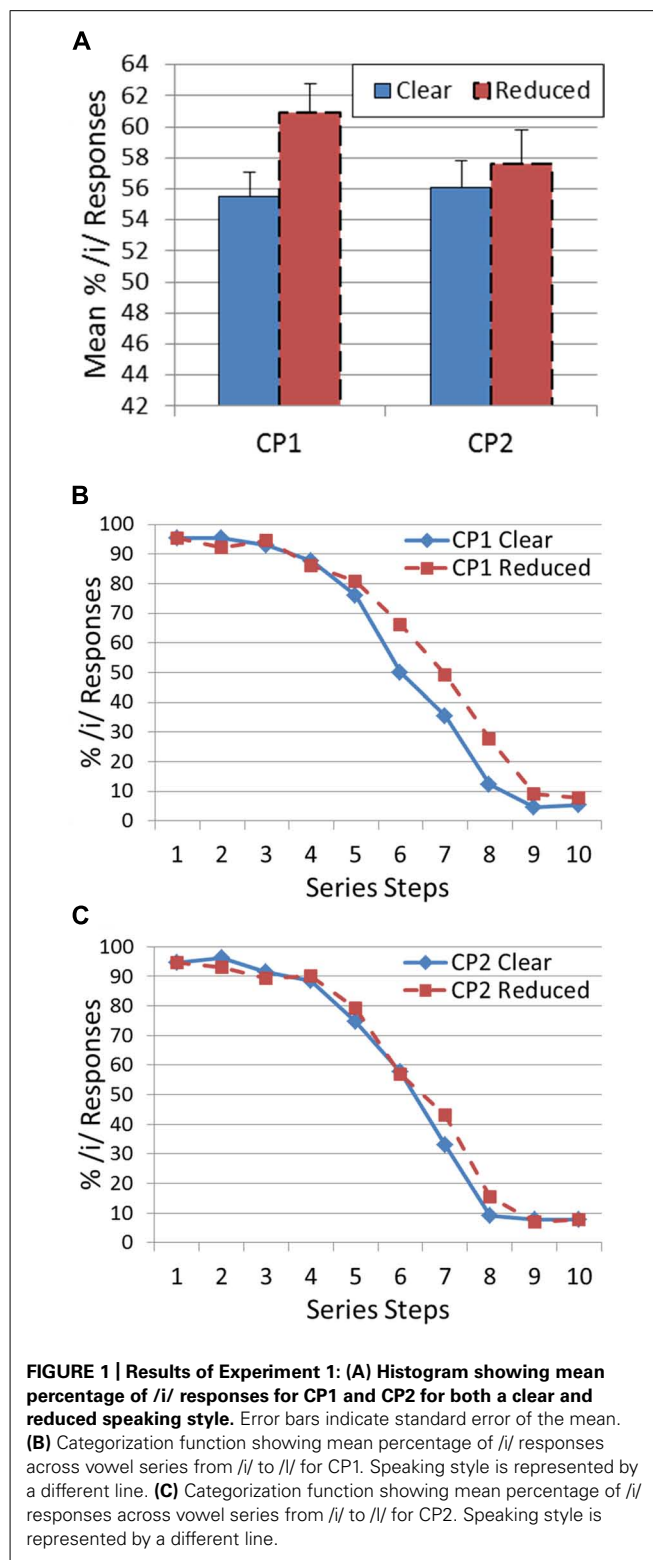 A
64
62
60
58
56
54
52
50
48
46
44
42
Mean % /i/ Responses
Clear Reduced
CP1 CP2
B
100
90
80
70
60
50
40
30
20
10
0
% /i/ Responses
CP1 Clear
CP1 Reduced
1 2 3 4 5 6 7 8 9 10
Series Steps
C
100
90
80
70
60
50
40
30
20
10
0
% /i/ Responses
CP2 Clear
CP2 Reduced
1 2 3 4 5 6 7 8 9 10
Series Steps
FIGURE 1 | Results of Experiment 1: (A) Histogram showing mean
percentage of /i/ responses for CP1 and CP2 for both a clear and
reduced speaking style. Error bars indicate standard error of the mean.
(B) Categorization function showing mean percentage of /i/ responses
across vowel series from /i/ to /I/ for CP1. Speaking style is represented by
a different line. (C) Categorization function showing mean percentage of /i/
responses across vowel series from /i/ to /I/ for CP2. Speaking style is
represented by a different line.